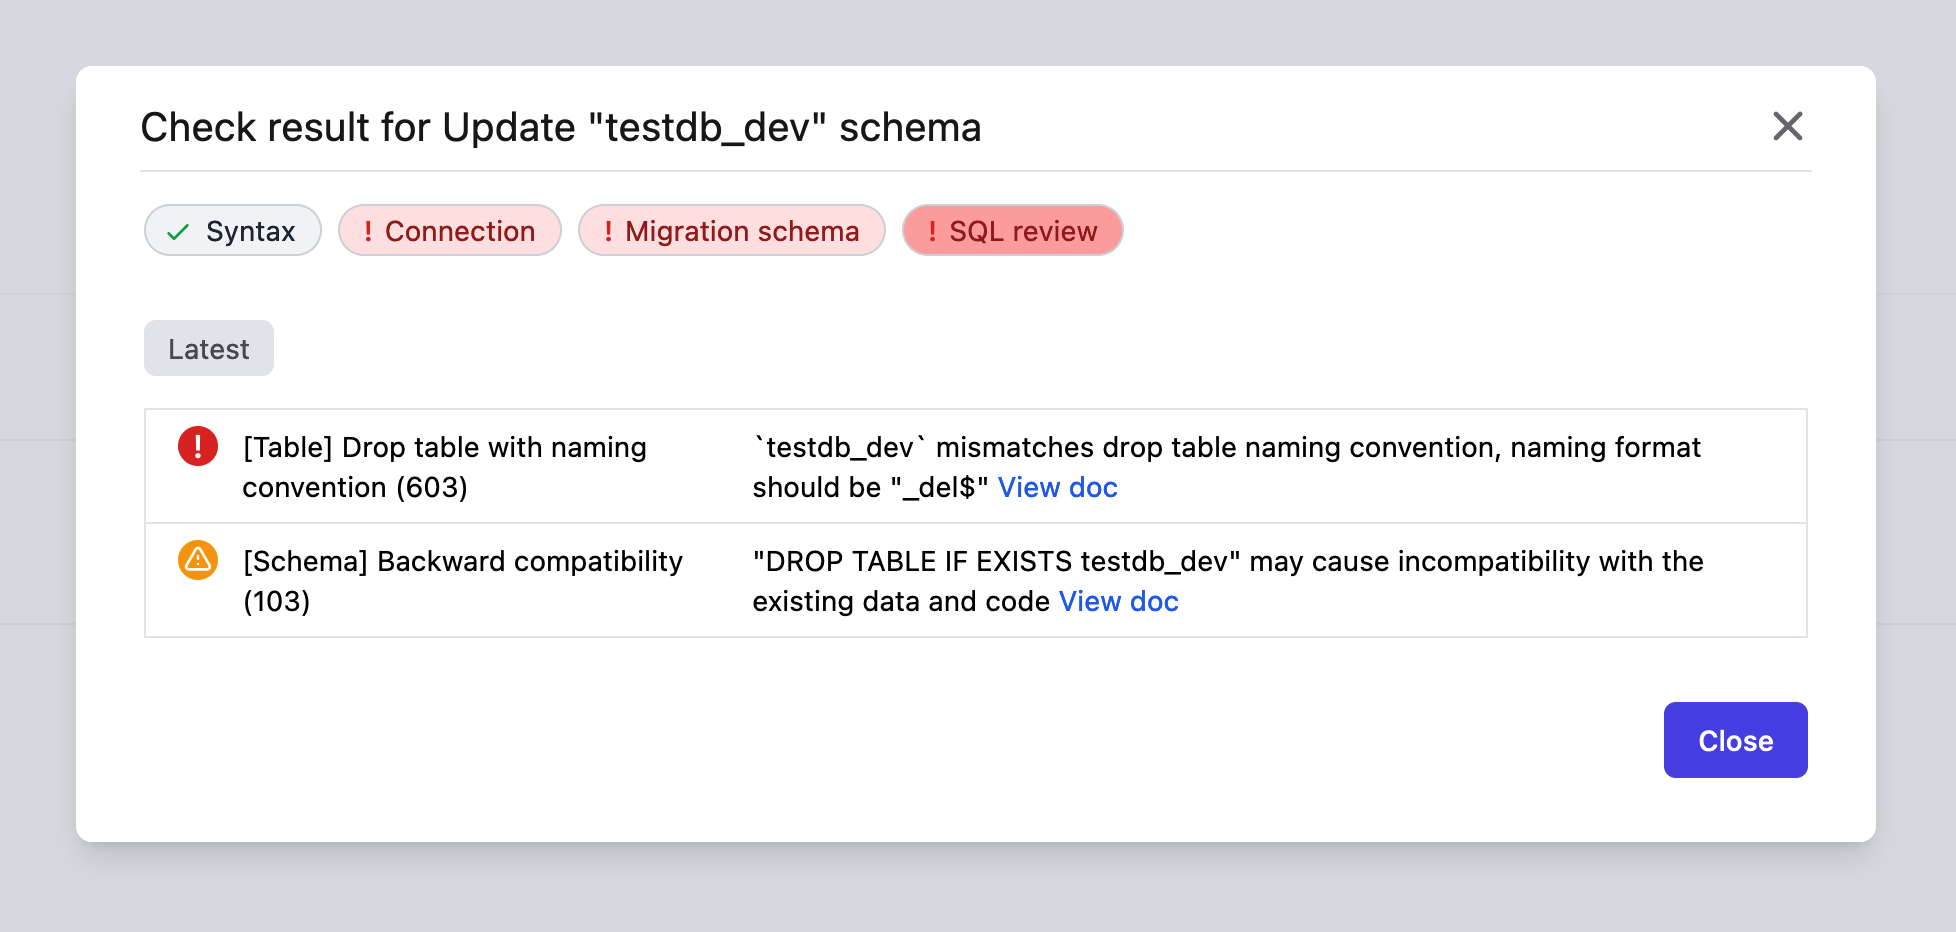 Check result for Update "testdb_dev" schema
Syntax
! Connection
! Migration schema
! SQL review
Latest
[Table] Drop table with naming
convention (603)
`testdb_dev` mismatches drop table naming convention, naming format
should be "_del$" View doc
[Schema] Backward compatibility
(103)
"DROP TABLE IF EXISTS testdb_dev" may cause incompatibility with the
existing data and code View doc
Close